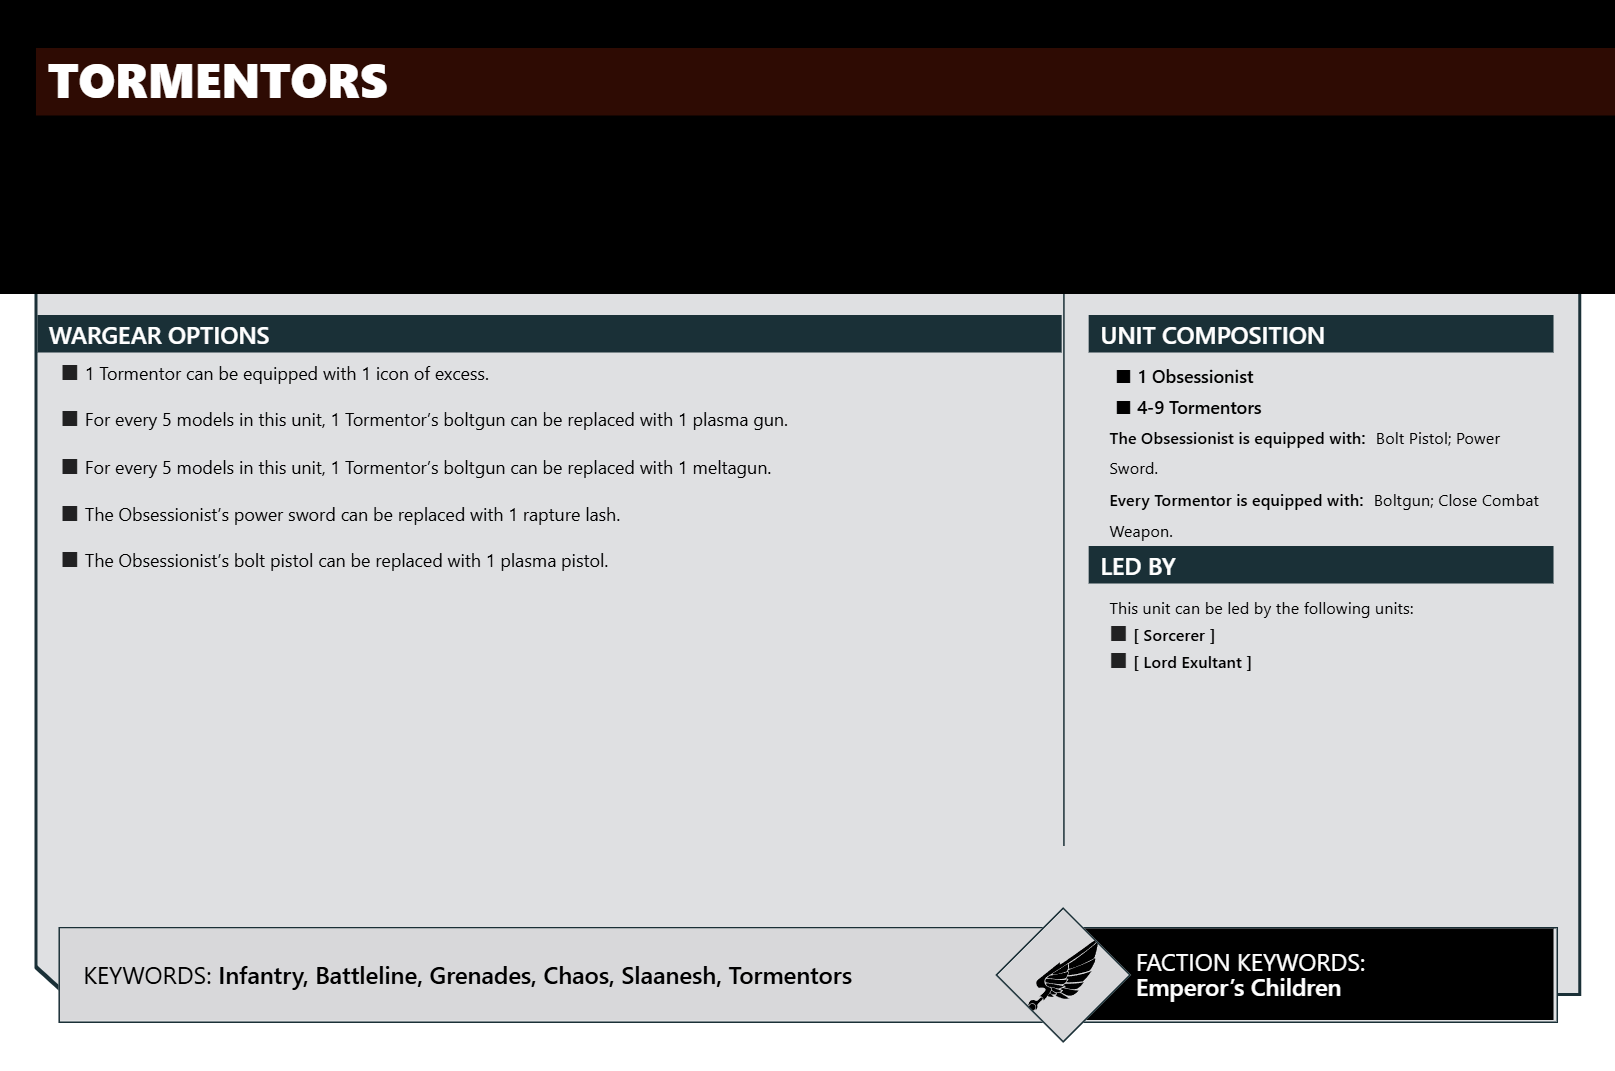 TORMENTORS
WARGEAR OPTIONS
■ 1 Tormentor can be equipped with 1 icon of excess.
■ For every 5 models in this unit, 1 Tormentor’s boltgun can be replaced with 1 plasma gun.
■ For every 5 models in this unit, 1 Tormentor’s boltgun can be replaced with 1 meltagun.
■ The Obsessionist’s power sword can be replaced with 1 rapture lash.
■ The Obsessionist’s bolt pistol can be replaced with 1 plasma pistol.
UNIT COMPOSITION
■ 1 Obsessionist
■ 4-9 Tormentors
The Obsessionist is equipped with: Bolt Pistol; Power
Sword.
Every Tormentor is equipped with: Boltgun; Close Combat
Weapon.
LED BY
This unit can be led by the following units:
■ [ Sorcerer ]
■ [ Lord Exultant ]
KEYWORDS: Infantry, Battleline, Grenades, Chaos, Slaanesh, Tormentors
FACTION KEYWORDS:
Emperor’s Children